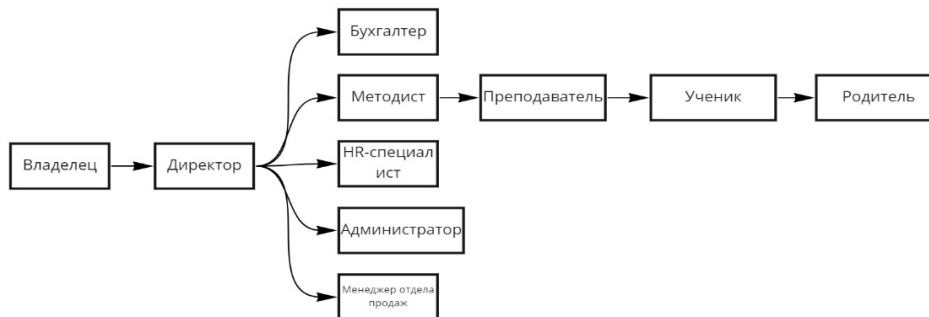 Бухгалтер
Методист
Преподаватель
Ученик
Родитель
Владелец
Директор
HR-специал
ист
Администратор
Менеджер отдела
продаж